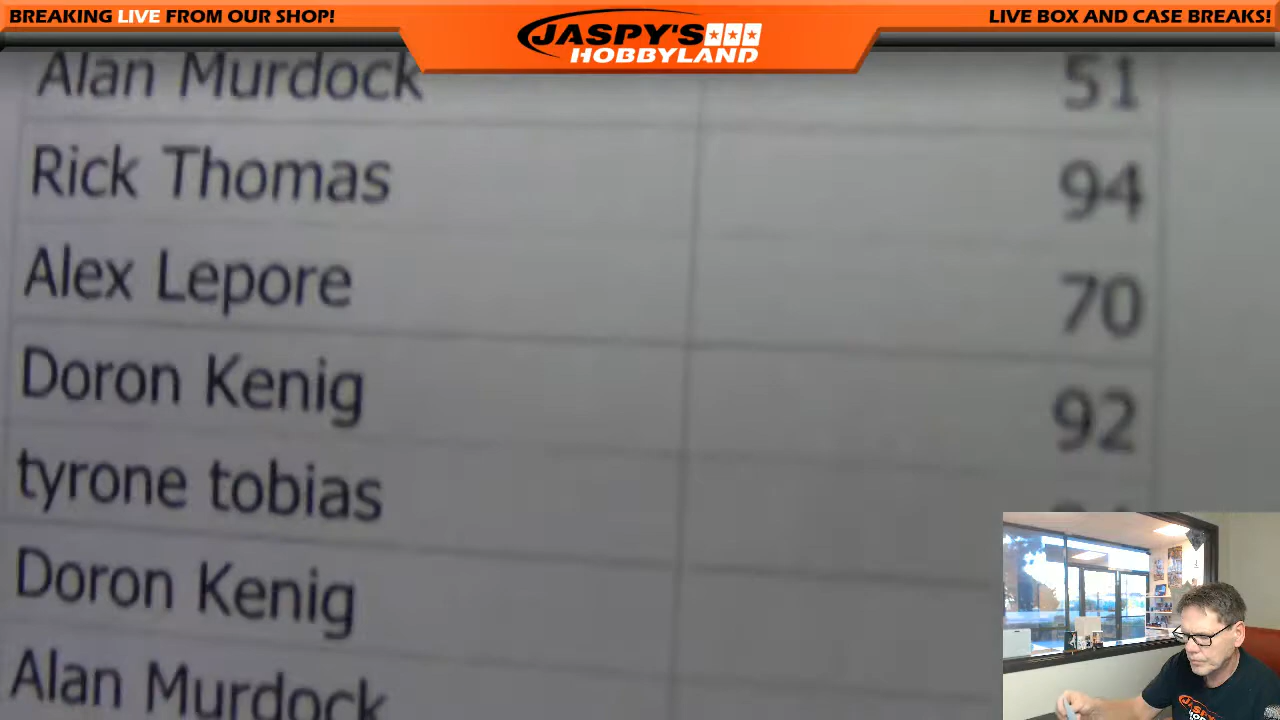 BREAKING LIVE FROM OUR SHOP!
JASPY'S
HOBBYLAND
LIVE BOX AND CASE BREAKS!
Alan Murdock 51
Rick Thomas 94
Alex Lepore 70
Doron Kenig 92
tyrone tobias
Doron Kenig
Alan Murdock